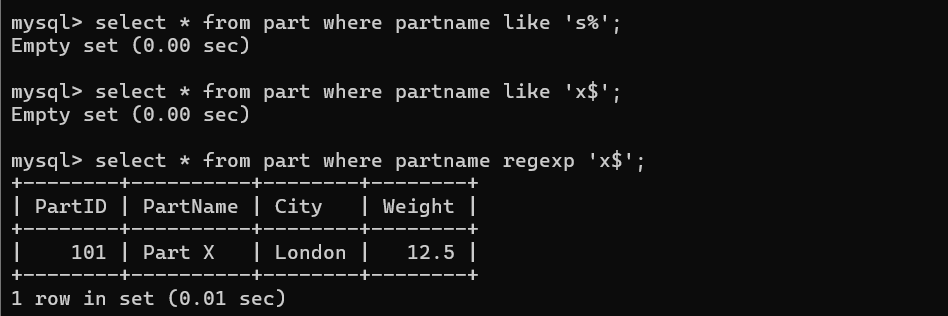 mysql> select * from part where partname like 's%';
Empty set (0.00 sec)
mysql> select * from part where partname like 'x$';
Empty set (0.00 sec)
mysql> select * from part where partname regexp 'x$';
+--------+----------+--------+--------+
| PartID | PartName | City   | Weight |
+--------+----------+--------+--------+
|    101 | Part X   | London |   12.5 |
+--------+----------+--------+--------+
1 row in set (0.01 sec)